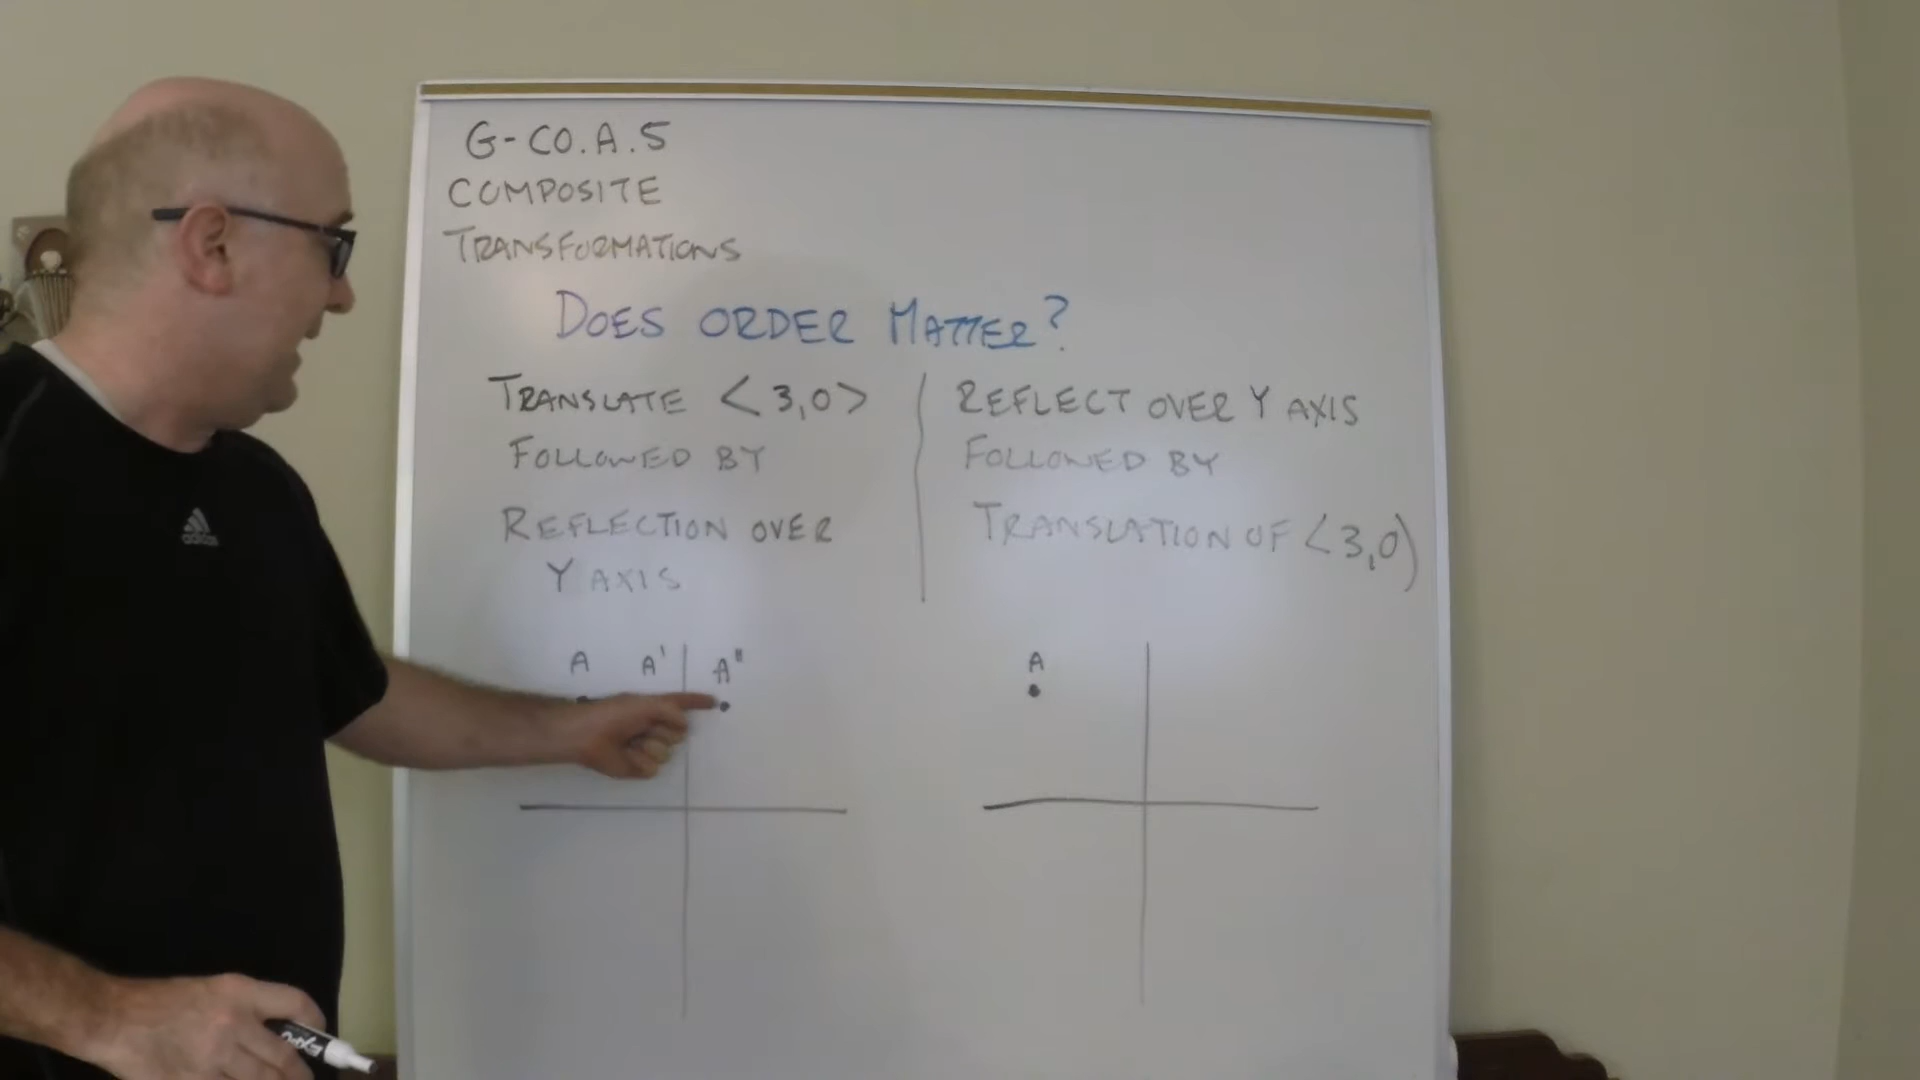 G-CO.A.5
COMPOSITE
TRANSFORMATIONS
DOES ORDER MATTER?
TRANSLATE <3,0>
FOLLOWED BY
REFLECTION OVER
Y AXIS
REFLECT OVER Y AXIS
FOLLOWED BY
TRANSLATION OF <3,0)
A A' A"
A
adidas
EXPO